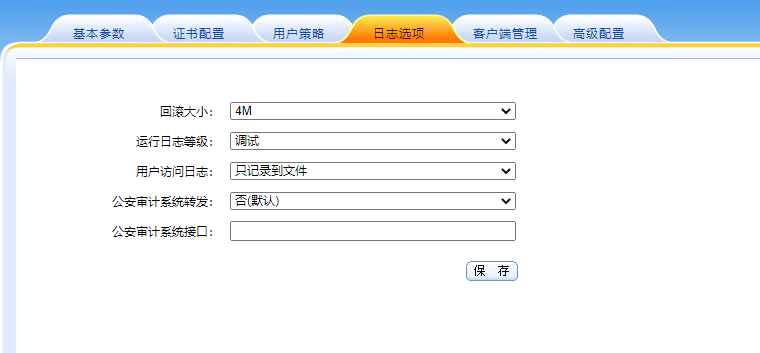 基本参数 证书配置 用户策略 日志选项 客户端管理 高级配置
回滚大小: 4M
运行日志等级: 调试
用户访问日志: 只记录到文件
公安审计系统转发: 否(默认)
公安审计系统接口:
保 存